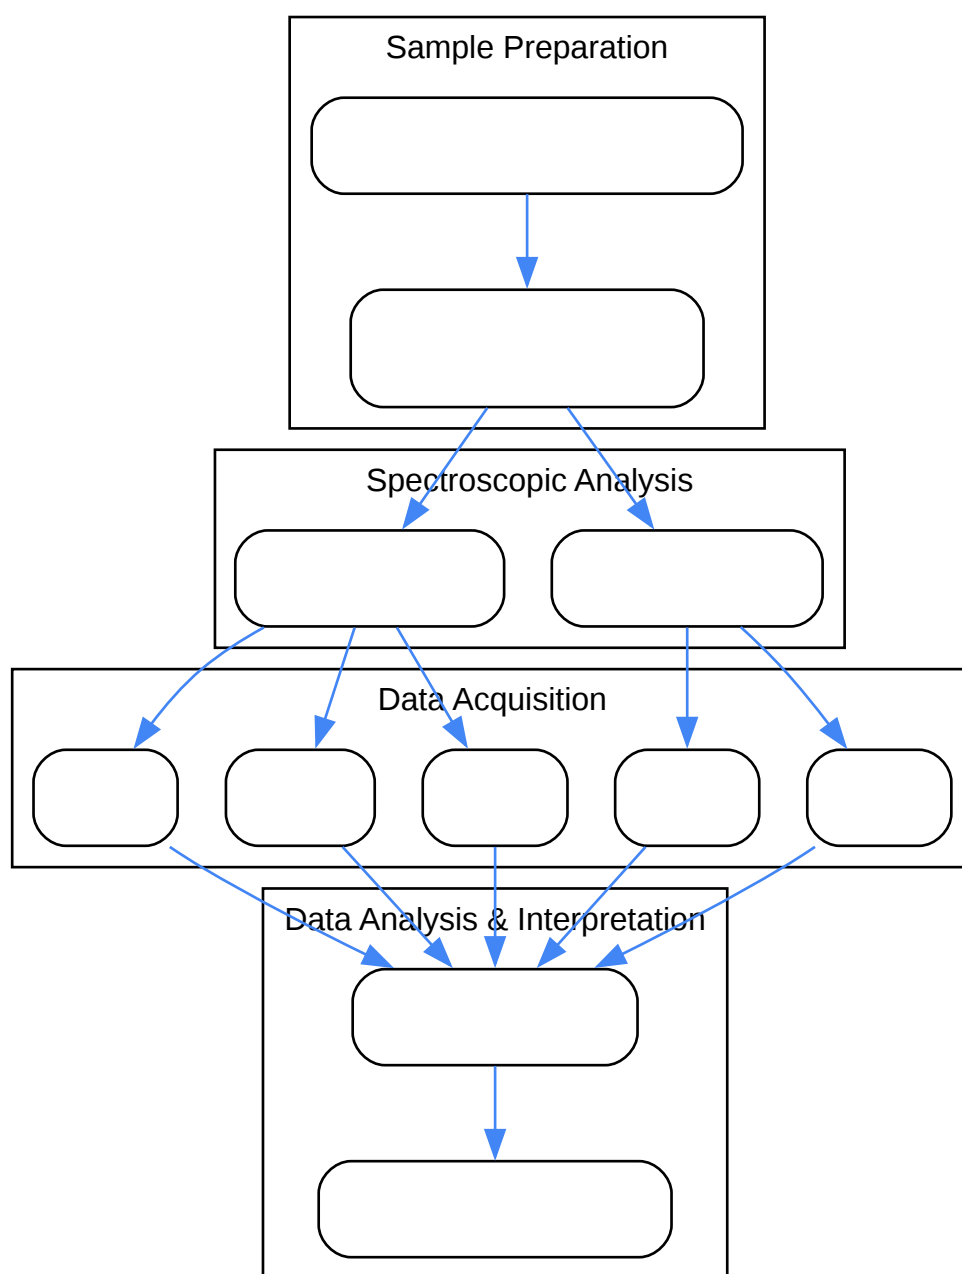 Sample Preparation
Spectroscopic Analysis
Data Acquisition
Data Analysis & Interpretation